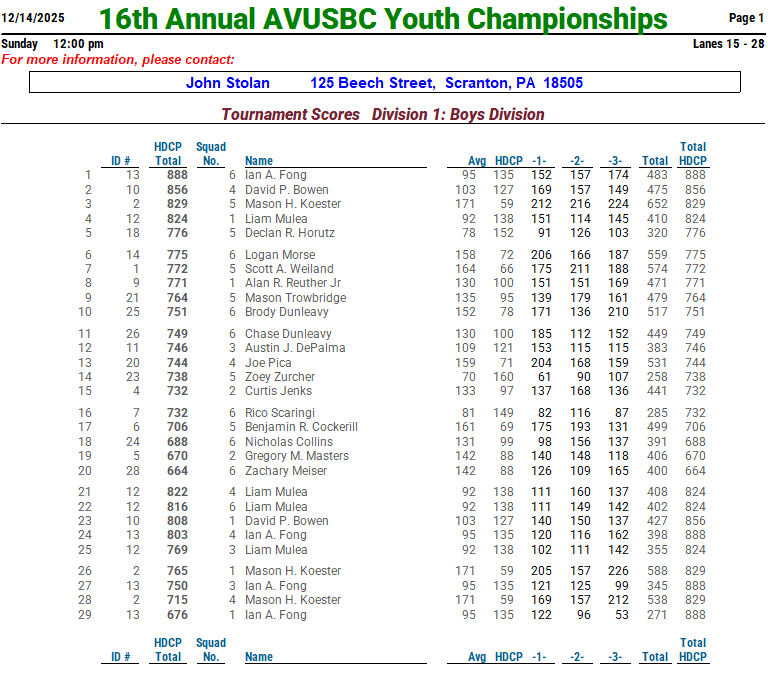 12/14/2025 16th Annual AVUSBC Youth Championships Page 1
Sunday 12:00 pm Lanes 15 - 28
For more information, please contact:
John Stolan 125 Beech Street, Scranton, PA 18505
Tournament Scores Division 1: Boys Division
HDCP Squad Total
ID # Total No. Name Avg HDCP -1- -2- -3- Total HDCP
1 13 888 6 Ian A. Fong 95 135 152 157 174 483 888
2 10 856 4 David P. Bowen 103 127 169 157 149 475 856
3 2 829 5 Mason H. Koester 171 59 212 216 224 652 829
4 12 824 1 Liam Mulea 92 138 151 114 145 410 824
5 18 776 5 Declan R. Horutz 78 152 91 126 103 320 776
6 14 775 6 Logan Morse 158 72 206 166 187 559 775
7 1 772 5 Scott A. Weiland 164 66 175 211 188 574 772
8 9 771 1 Alan R. Reuther Jr 130 100 151 151 169 471 771
9 21 764 5 Mason Trowbridge 135 95 139 179 161 479 764
10 25 751 6 Brody Dunleavy 152 78 171 136 210 517 751
11 26 749 6 Chase Dunleavy 130 100 185 112 152 449 749
12 11 746 3 Austin J. DePalma 109 121 153 115 115 383 746
13 20 744 4 Joe Pica 159 71 204 168 159 531 744
14 23 738 5 Zoey Zurcher 70 160 61 90 107 258 738
15 4 732 2 Curtis Jenks 133 97 137 168 136 441 732
16 7 732 6 Rico Scaringi 81 149 82 116 87 285 732
17 6 706 5 Benjamin R. Cockerill 161 69 175 193 131 499 706
18 24 688 6 Nicholas Collins 131 99 98 156 137 391 688
19 5 670 2 Gregory M. Masters 142 88 140 148 118 406 670
20 28 664 6 Zachary Meiser 142 88 126 109 165 400 664
21 12 822 4 Liam Mulea 92 138 111 160 137 408 824
22 12 816 6 Liam Mulea 92 138 111 149 142 402 824
23 10 808 1 David P. Bowen 103 127 140 150 137 427 856
24 13 803 4 Ian A. Fong 95 135 120 116 162 398 888
25 12 769 3 Liam Mulea 92 138 102 111 142 355 824
26 2 765 1 Mason H. Koester 171 59 205 157 226 588 829
27 13 750 3 Ian A. Fong 95 135 121 125 99 345 888
28 2 715 4 Mason H. Koester 171 59 169 157 212 538 829
29 13 676 1 Ian A. Fong 95 135 122 96 53 271 888
HDCP Squad Total
ID # Total No. Name Avg HDCP -1- -2- -3- Total HDCP